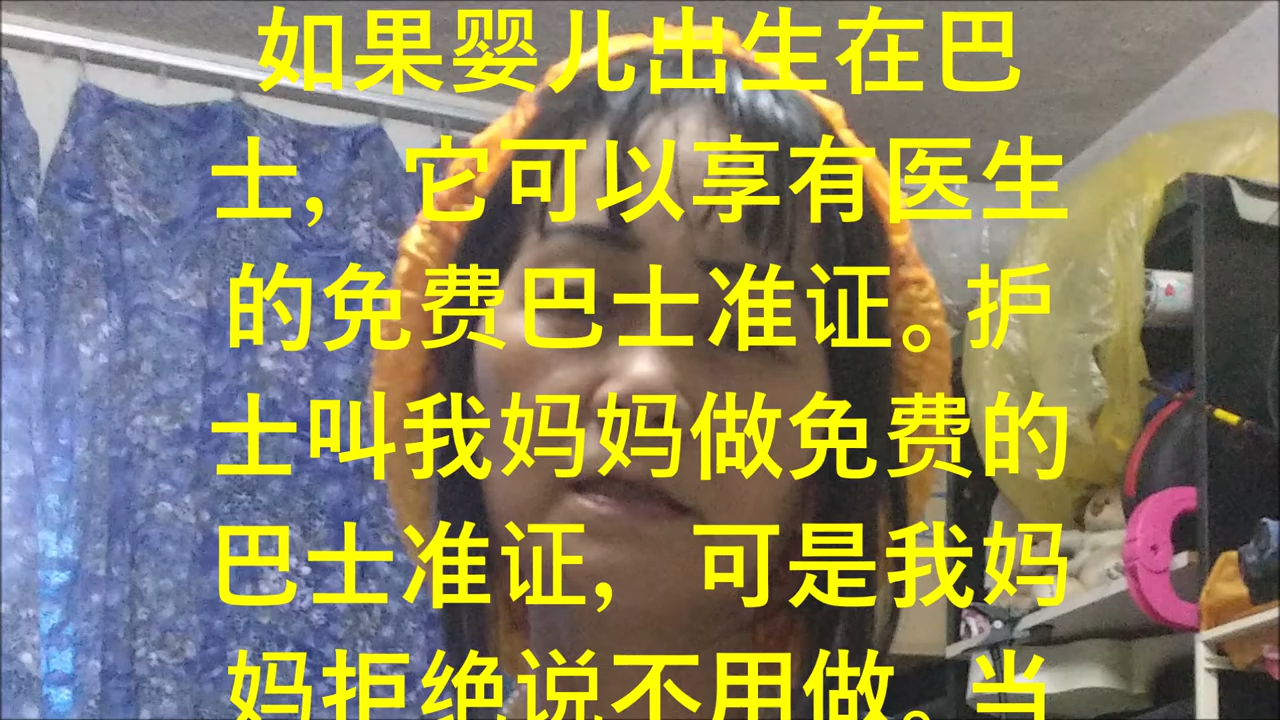 如果婴儿出生在巴
士，它可以享有医生
的免费巴士准证。护
士叫我妈妈做免费的
巴士准证，可是我妈
妈拒绝说不用做。当